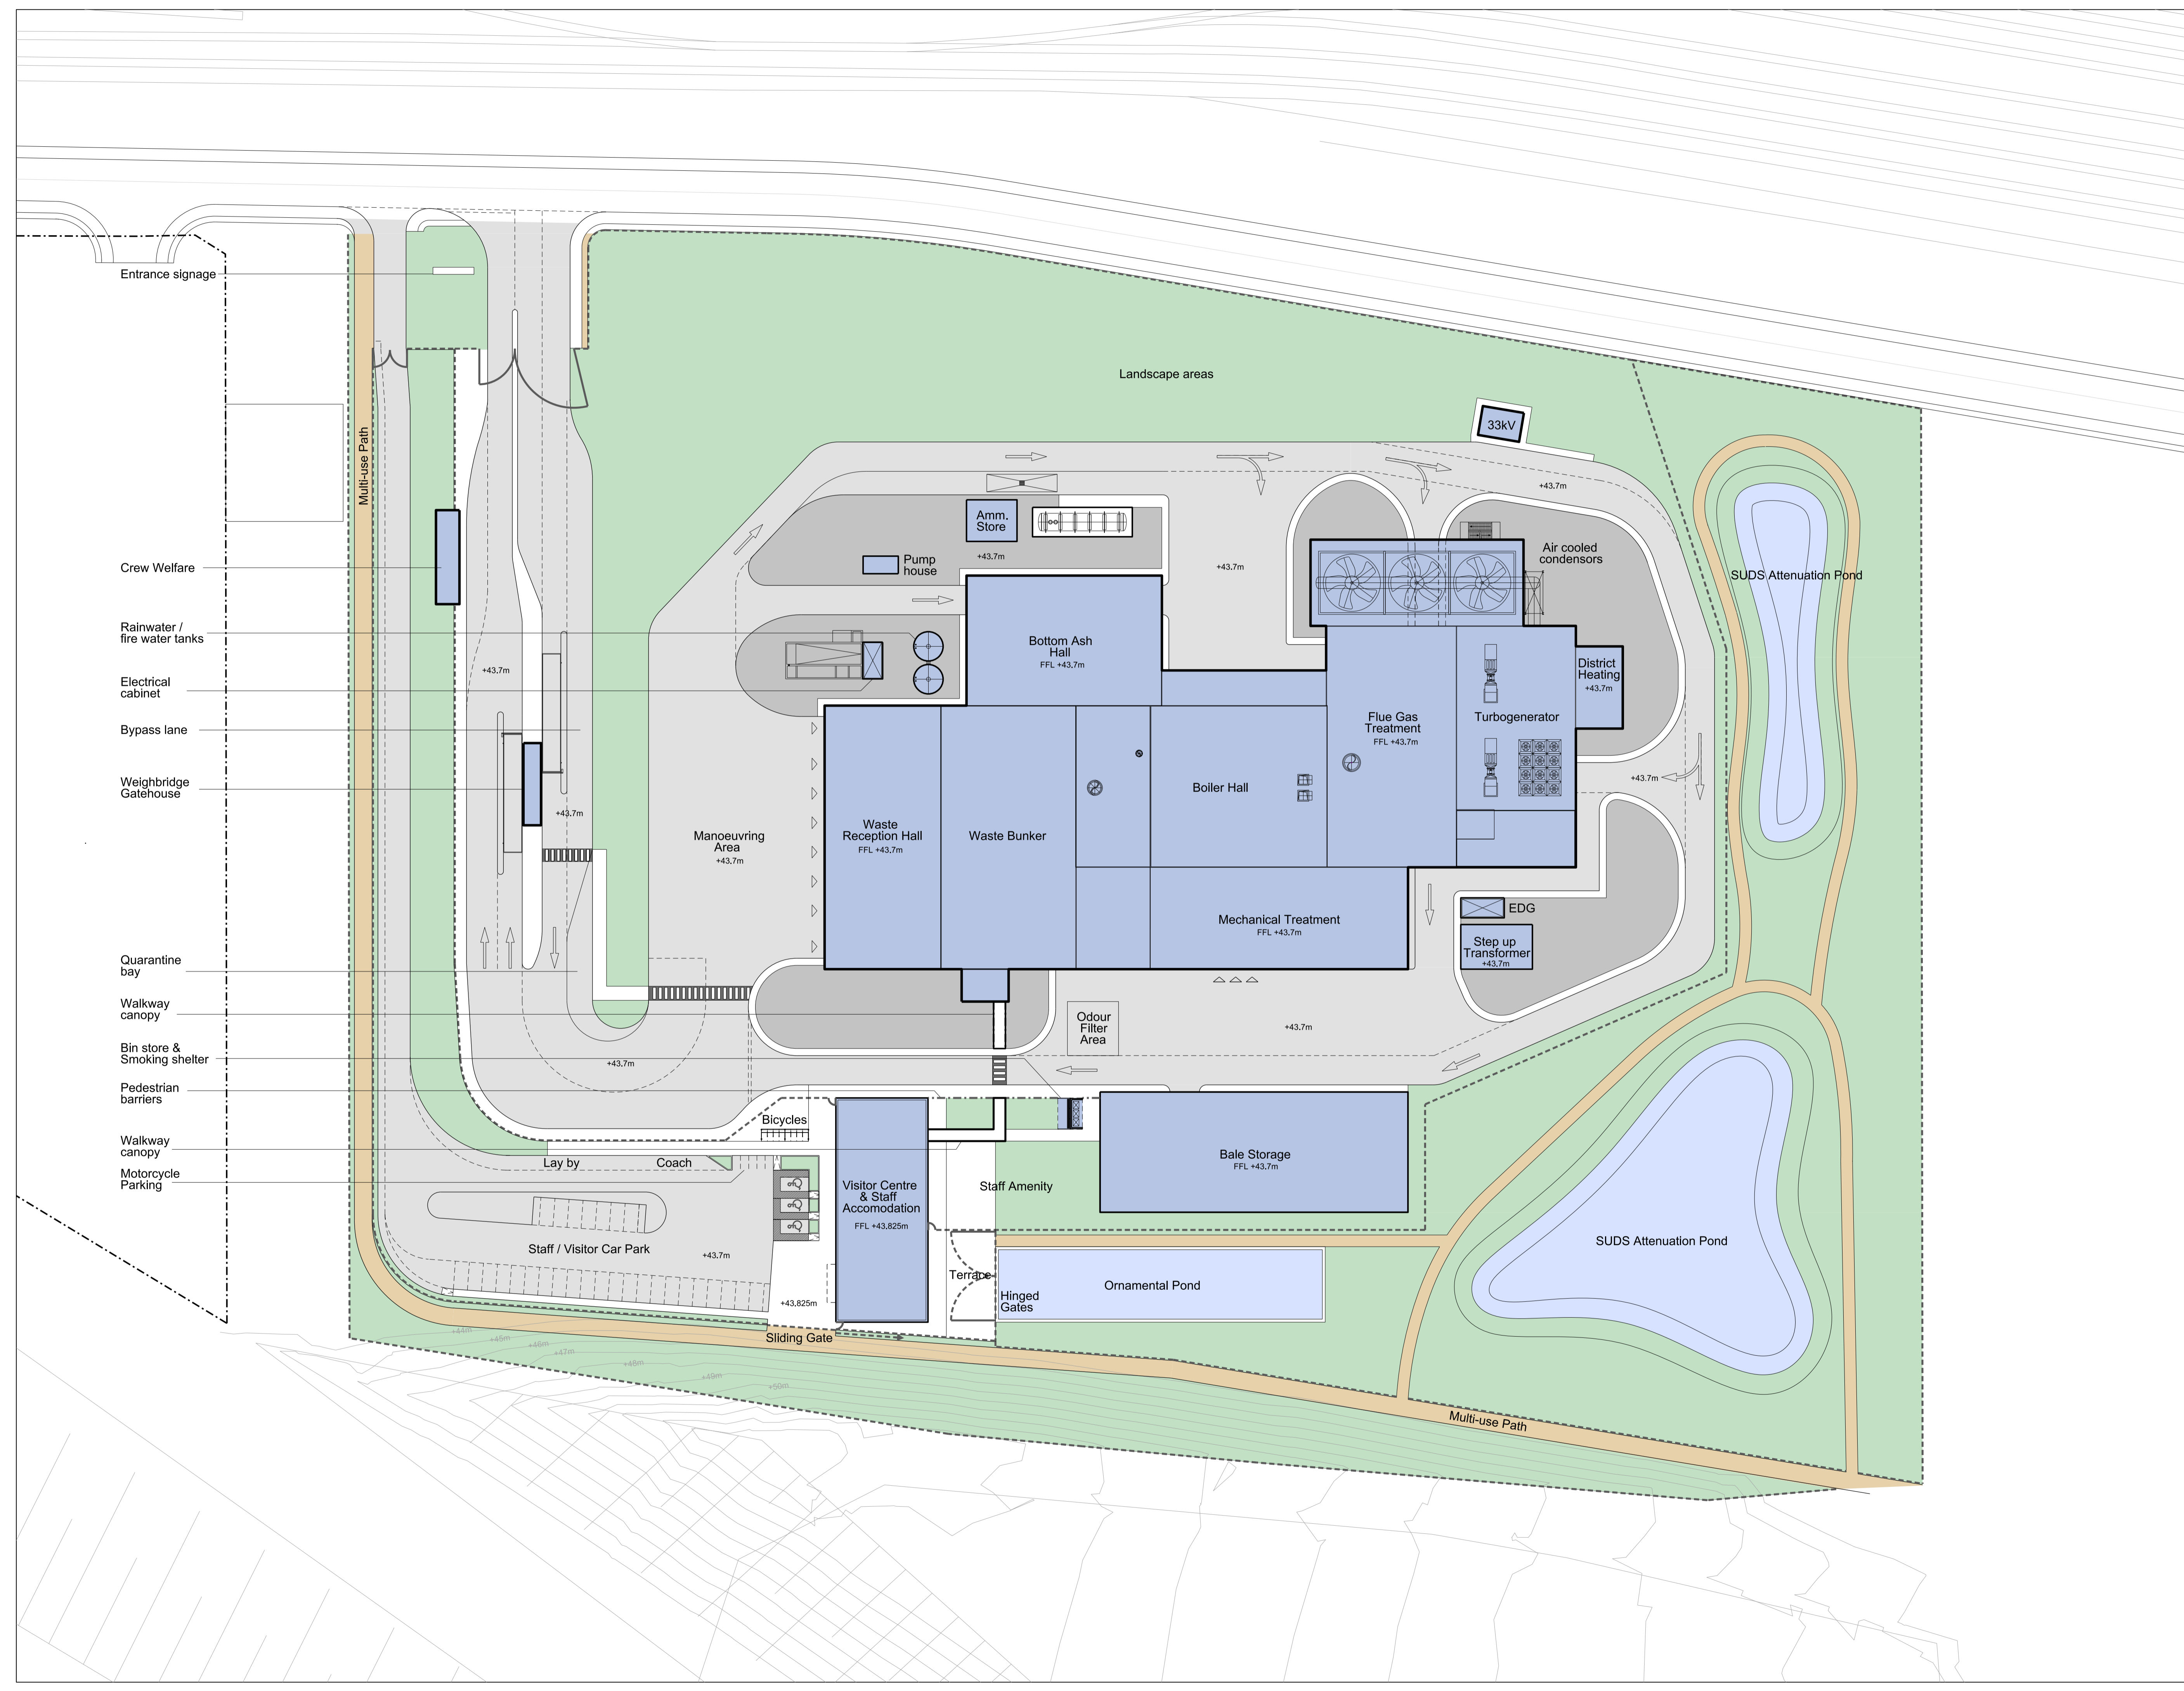 Entrance signage
Crew Welfare
Rainwater /
fire water tanks
Electrical
cabinet
Bypass lane
Weighbridge
Gatehouse
Quarantine
bay
Walkway
canopy
Bin store &
Smoking shelter
Pedestrian
barriers
Walkway
canopy
Motorcycle
Parking
Multi-use Path
Landscape areas
33kV
+43.7m
Amm.
Store
+43.7m
Pump
house
+43.7m
Air cooled
condensors
SUDS Attenuation Pond
Bottom Ash
Hall
FFL +43.7m
District
Heating
+43.7m
+43.7m
Flue Gas
Treatment
FFL +43.7m
Turbogenerator
+43.7m
Boiler Hall
+43.7m
Manoeuvring
Area
+43.7m
Waste
Reception Hall
FFL +43.7m
Waste Bunker
Mechanical Treatment
FFL +43.7m
EDG
Step up
Transformer
+43.7m
Odour
Filter
Area
+43.7m
+43.7m
Bicycles
Lay by
Coach
Visitor Centre
& Staff
Accomodation
FFL +43.825m
Staff Amenity
Bale Storage
FFL +43.7m
Staff / Visitor Car Park
+43.7m
SUDS Attenuation Pond
Terrace
Hinged
Gates
Ornamental Pond
+43.825m
Sliding Gate
+44m
+45m
+46m
+47m
+48m
+49m
+50m
Multi-use Path